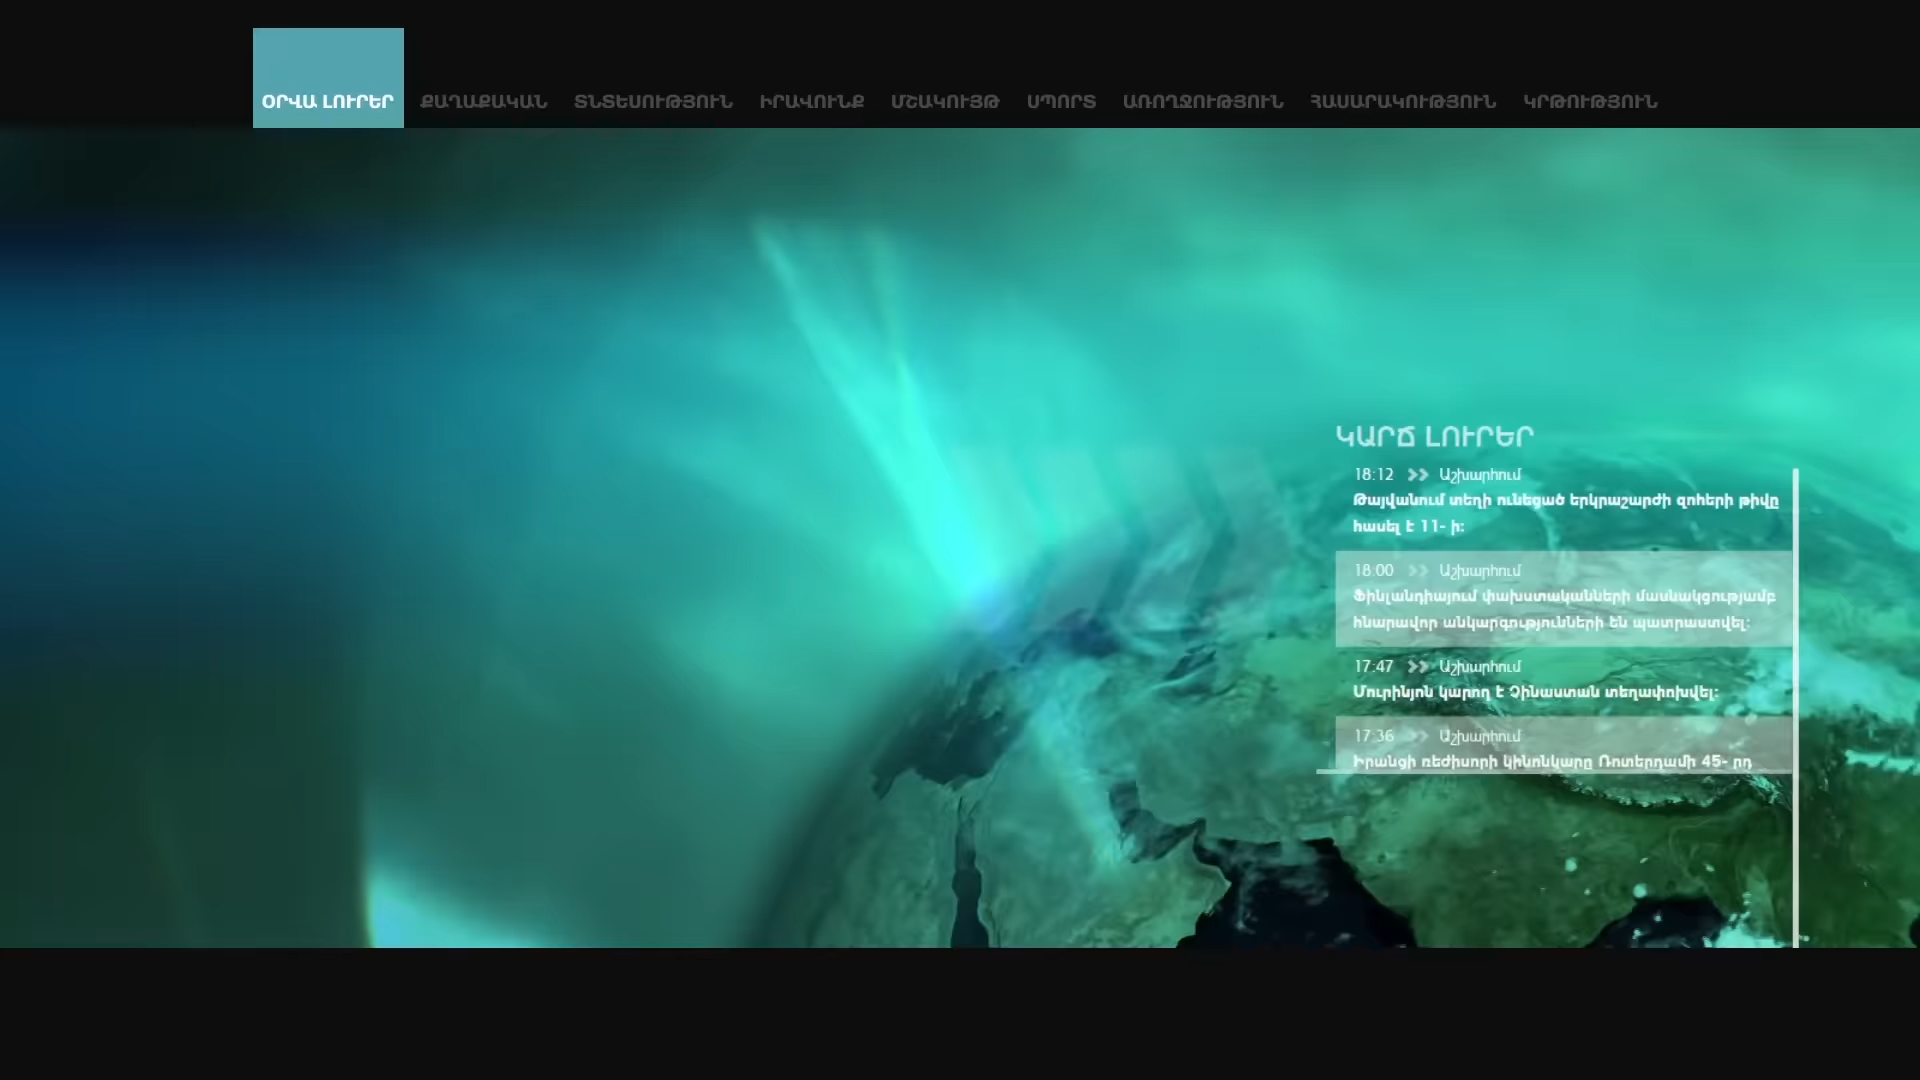 ՕՐՎԱ ԼՈՒՐԵՐ ՔԱՂԱՔԱԿԱՆ ՏՆՏԵՍՈՒԹՅՈՒՆ ԻՐԱՎՈՒՆՔ ՄՇԱԿՈՒՅԹ ՍՊՈՐՏ ԱՌՈՂՋՈՒԹՅՈՒՆ ՀԱՍԱՐԱԿՈՒԹՅՈՒՆ ԿՐԹՈՒԹՅՈՒՆ
ԿԱՐՃ ԼՈՒՐԵՐ
18:12 Աշխարհում
Թայվանում տեղի ունեցած երկրաշարժի զոհերի թիվը
հասել է 11- ի:
18:00 Աշխարհում
Ֆինլանդիայում փախստականների մասնակցությամբ
հնարավոր անկարգությունների են պատրաստվել:
17:47 Աշխարհում
Մուրինյոն կարող է Չինաստան տեղափոխվել:
17:36 Աշխարհում
Իրանցի ռեժիսորի կինոնկարը Ռոտերդամի 45- րդ